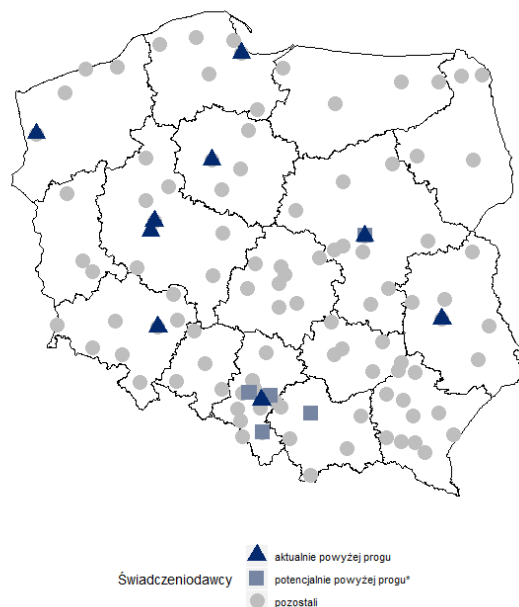 aktualnie powyżej progu
Świadczeniodawcy potencjalnie powyżej progu*
pozostali